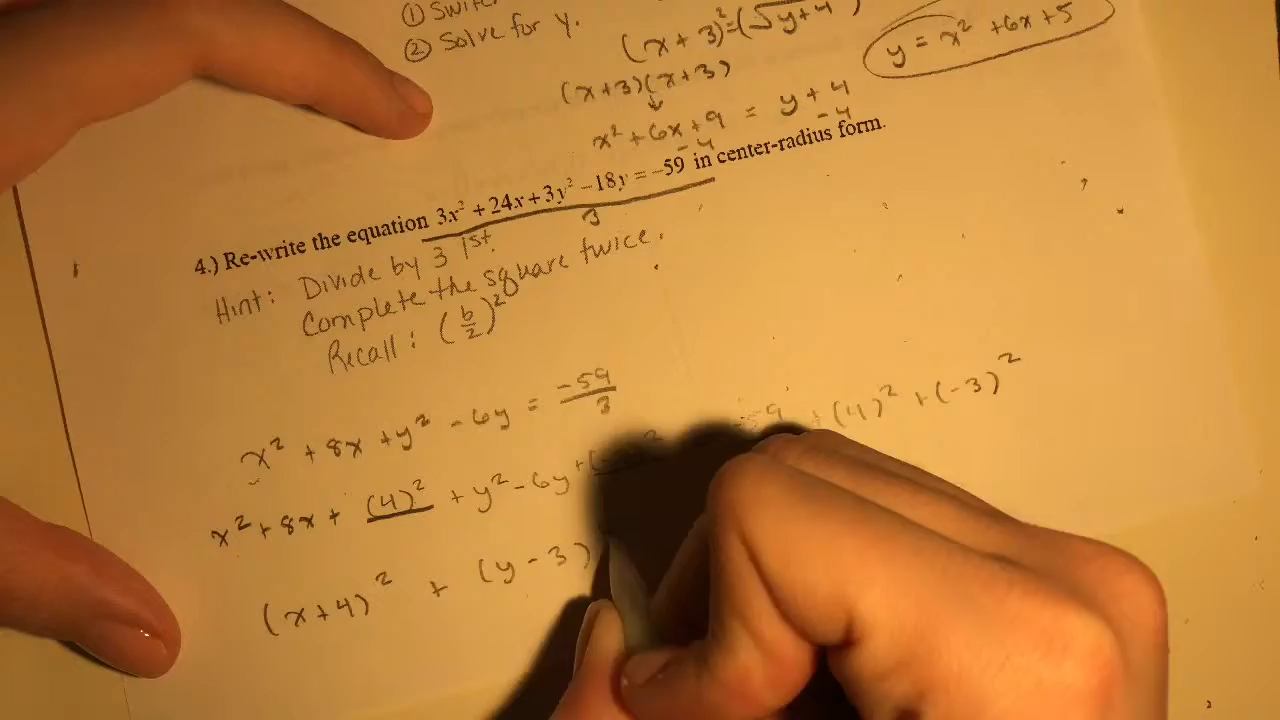 ① Switch
② Solve for y.
(x + 3)² = (√y+4)
(x+3)(x+3)
y = x² + 6x + 5
x² + 6x + 9 = y + 4
-4 -4
4.) Re-write the equation 3x² + 24x + 3y² − 18y = −59 in center-radius form.
3
Hint: Divide by 3 1st.
Complete the square twice.
Recall: (b/2)²
x² + 8x + y² - 6y = -59/3
x² + 8x + (4)² + y² - 6y + -59 + (4)² + (-3)²
(x+4)² + (y-3)